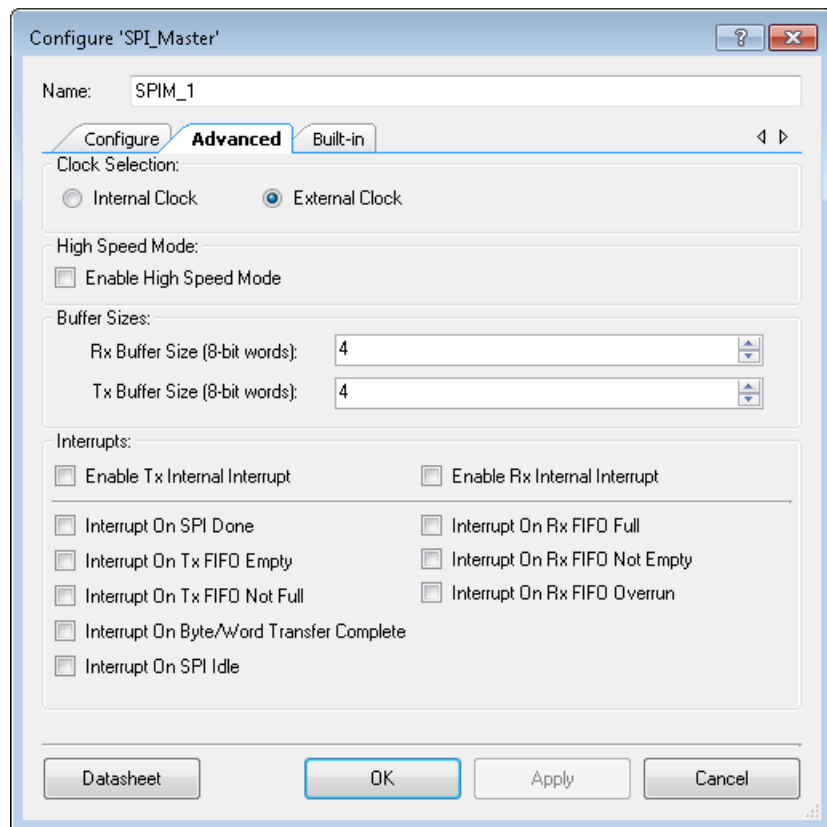 Configure 'SPI_Master'
Name: SPIM_1
Configure Advanced Built-in
Clock Selection:
Internal Clock External Clock
High Speed Mode:
Enable High Speed Mode
Buffer Sizes:
Rx Buffer Size (8-bit words): 4
Tx Buffer Size (8-bit words): 4
Interrupts:
Enable Tx Internal Interrupt Enable Rx Internal Interrupt
Interrupt On SPI Done Interrupt On Rx FIFO Full
Interrupt On Tx FIFO Empty Interrupt On Rx FIFO Not Empty
Interrupt On Tx FIFO Not Full Interrupt On Rx FIFO Overrun
Interrupt On Byte/Word Transfer Complete
Interrupt On SPI Idle
Datasheet OK Apply Cancel